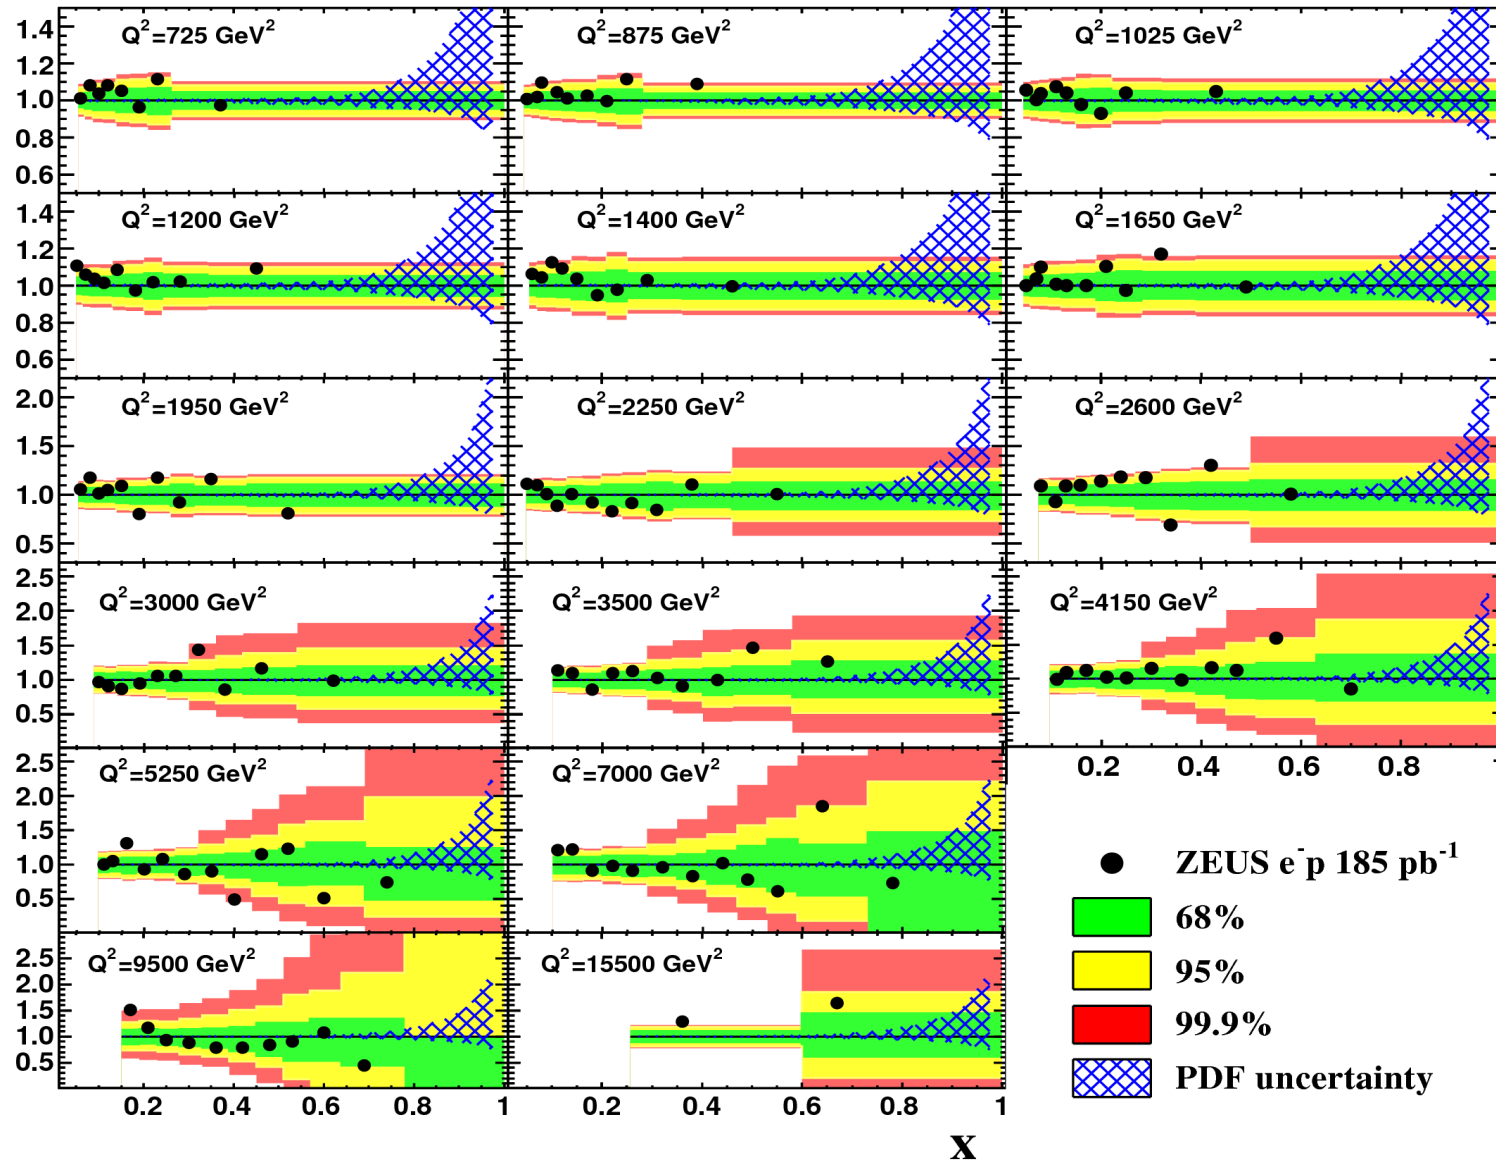 Q²=725 GeV² Q²=875 GeV² Q²=1025 GeV²
1.4
1.2
1.0
0.8
0.6
Q²=1200 GeV² Q²=1400 GeV² Q²=1650 GeV²
1.4
1.2
1.0
0.8
0.6
Q²=1950 GeV² Q²=2250 GeV² Q²=2600 GeV²
2.0
1.5
1.0
0.5
Q²=3000 GeV² Q²=3500 GeV² Q²=4150 GeV²
2.5
2.0
1.5
1.0
0.5
0.2 0.4 0.6 0.8
Q²=5250 GeV² Q²=7000 GeV²
2.5
2.0
1.5
1.0
0.5
Q²=9500 GeV² Q²=15500 GeV²
2.5
2.0
1.5
1.0
0.5
0.2 0.4 0.6 0.8 1 0.2 0.4 0.6 0.8 1
x
ZEUS e⁻p 185 pb⁻¹
68%
95%
99.9%
PDF uncertainty